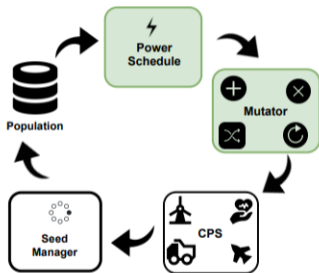 Power
Schedule
Mutator
Population
CPS
Seed
Manager